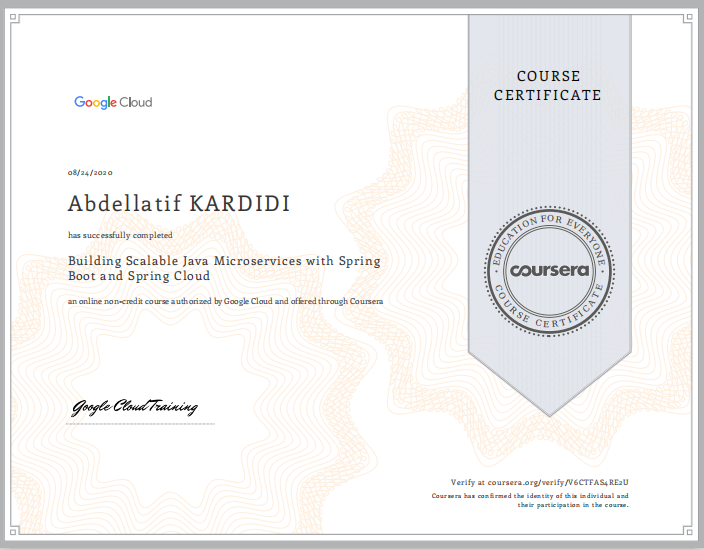 COURSE
CERTIFICATE
Google Cloud
08/24/2020
Abdellatif KARDIDI
has successfully completed
Building Scalable Java Microservices with Spring
Boot and Spring Cloud
an online non-credit course authorized by Google Cloud and offered through Coursera
EDUCATION FOR EVERYONE
coursera
COURSE CERTIFICATE
Google Cloud Training
Verify at coursera.org/verify/V6CTFAS4RE2U
Coursera has confirmed the identity of this individual and
their participation in the course.